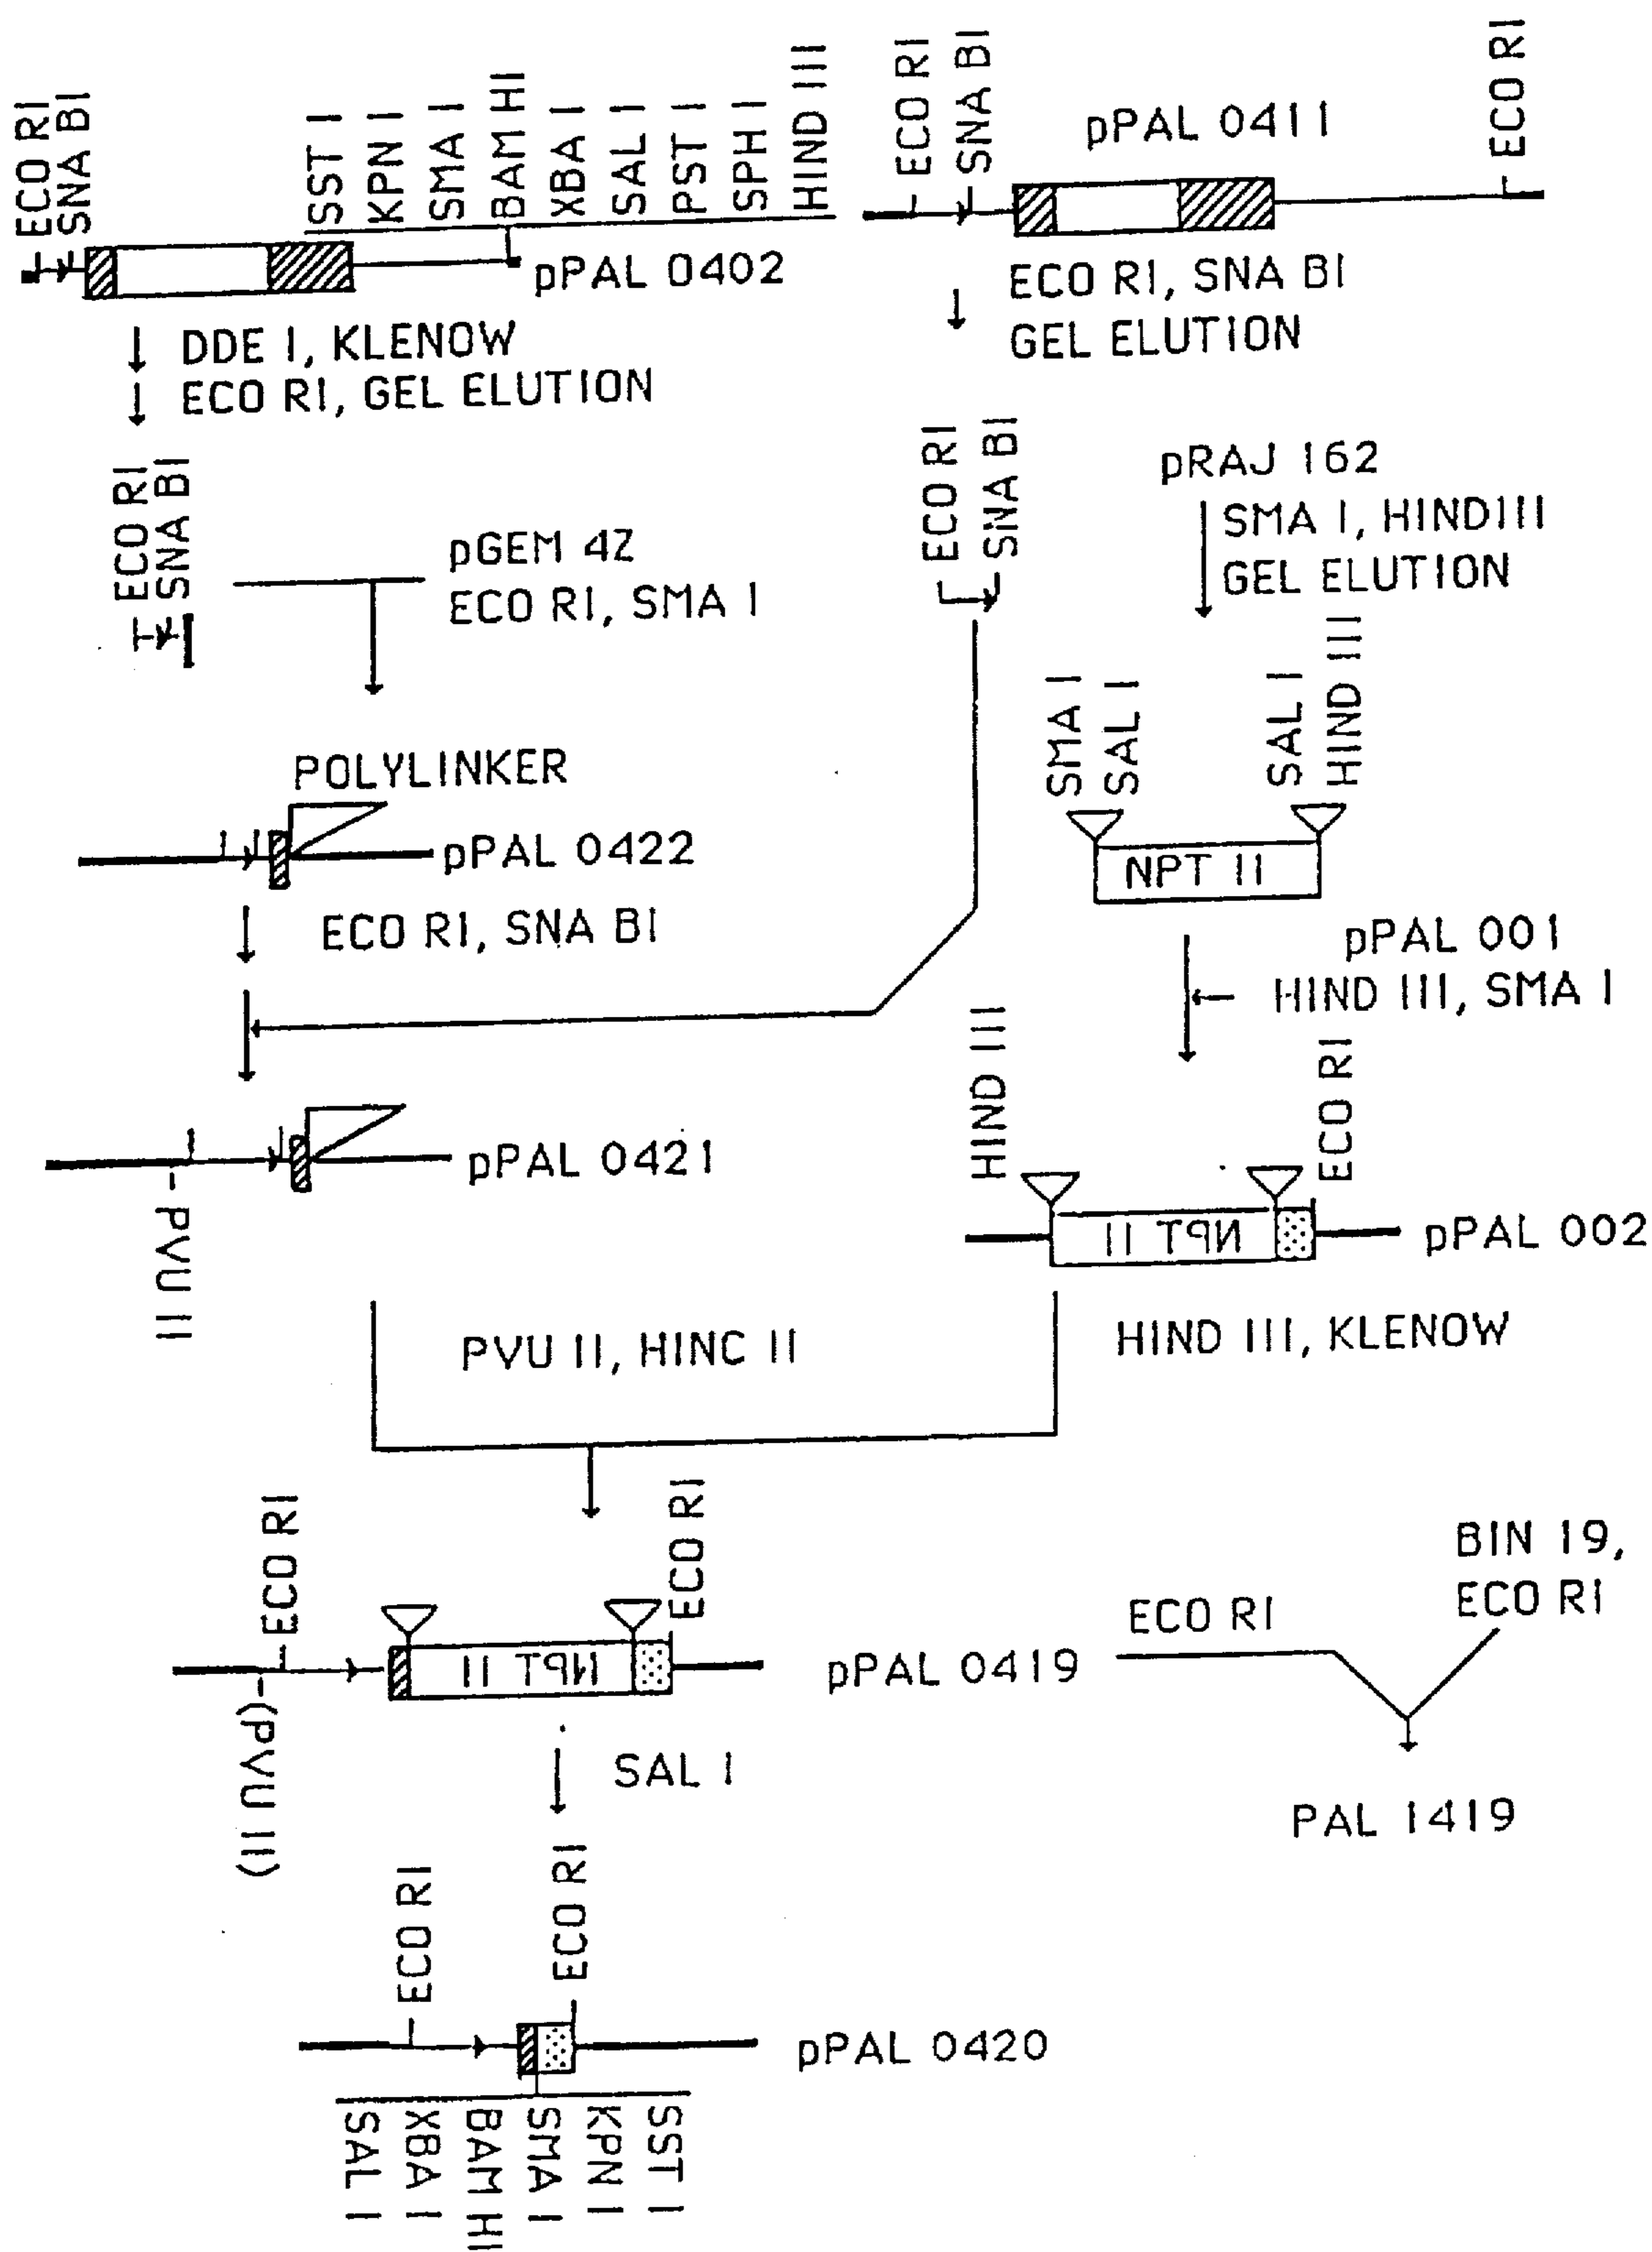 ECO RI
SNA BI
SST I
KPN I
SMA I
BAM HI
XBA I
SAL I
PST I
SPH I
HIND III
pPAL 0402
ECO RI
SNA BI
pPAL 0411
ECO RI
DDE I, KLENOW
ECO RI, GEL ELUTION
ECO RI, SNA BI
GEL ELUTION
ECO RI
SNA BI
pGEM 4Z
ECO RI, SMA I
ECO RI
SNA BI
pRAJ 162
SMA I, HINDIII
GEL ELUTION
SMA I
SAL I
SAL I
HIND III
NPT II
POLYLINKER
pPAL 0422
ECO RI, SNA BI
pPAL 001
HIND III, SMA I
pPAL 0421
PVU II
HIND III
ECO RI
NPT II
pPAL 002
PVU II, HINC II
HIND III, KLENOW
ECO RI
ECO RI
NPT II
(PVU II)
pPAL 0419
ECO RI
BIN 19,
ECO RI
PAL 1419
SAL I
ECO RI
ECO RI
pPAL 0420
SAL I
XBA I
BAM HI
SMA I
KPN I
SST I